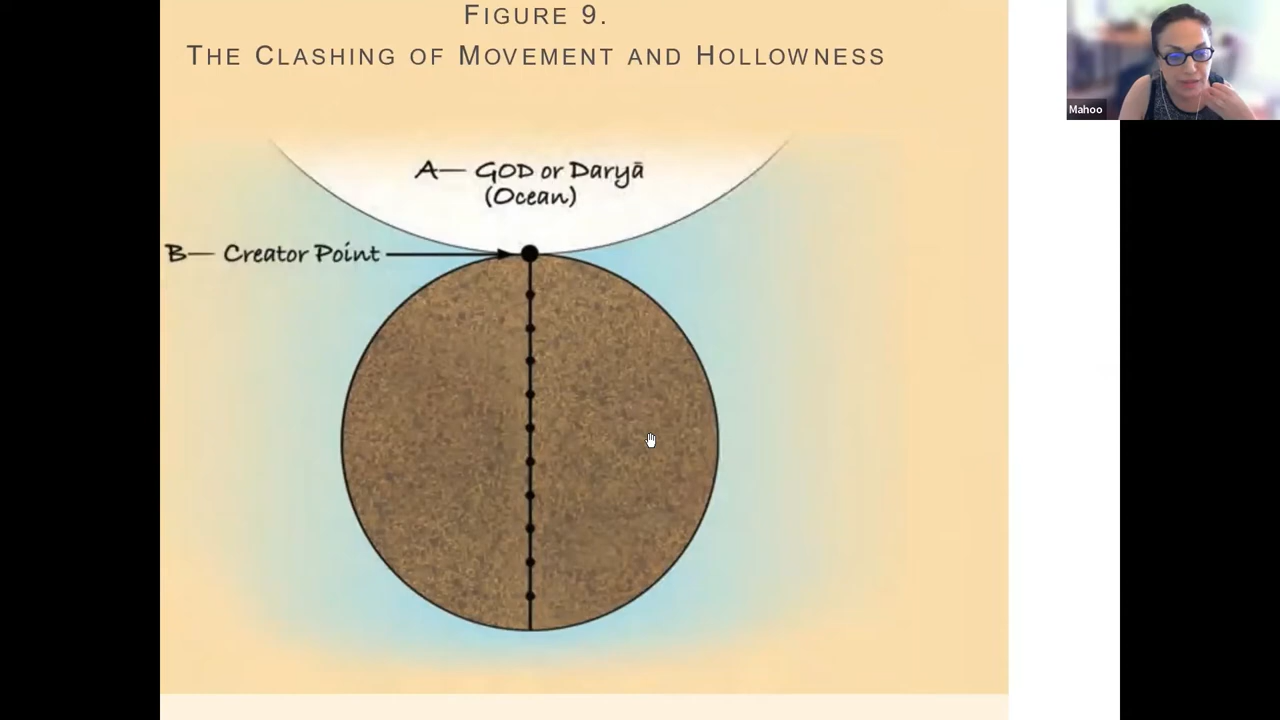 FIGURE 9.
THE CLASHING OF MOVEMENT AND HOLLOWNESS
A— GOD or Daryā
(Ocean)
B— Creator Point
Mahoo